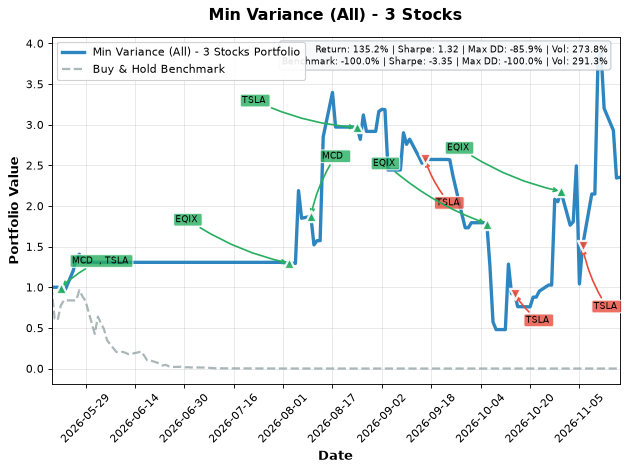 Min Variance (All) - 3 Stocks
Return: 135.2% | Sharpe: 1.32 | Max DD: -85.9% | Vol: 273.8%
Benchmark: -100.0% | Sharpe: -3.35 | Max DD: -100.0% | Vol: 291.3%
Min Variance (All) - 3 Stocks Portfolio
Buy & Hold Benchmark
Portfolio Value
4.0
3.5
3.0
2.5
2.0
1.5
1.0
0.5
0.0
TSLA
MCD
EQIX
EQIX
TSLA
EQIX
MCD , TSLA
TSLA
TSLA
2026-05-29
2026-06-14
2026-06-30
2026-07-16
2026-08-01
2026-08-17
2026-09-02
2026-09-18
2026-10-04
2026-10-20
2026-11-05
Date